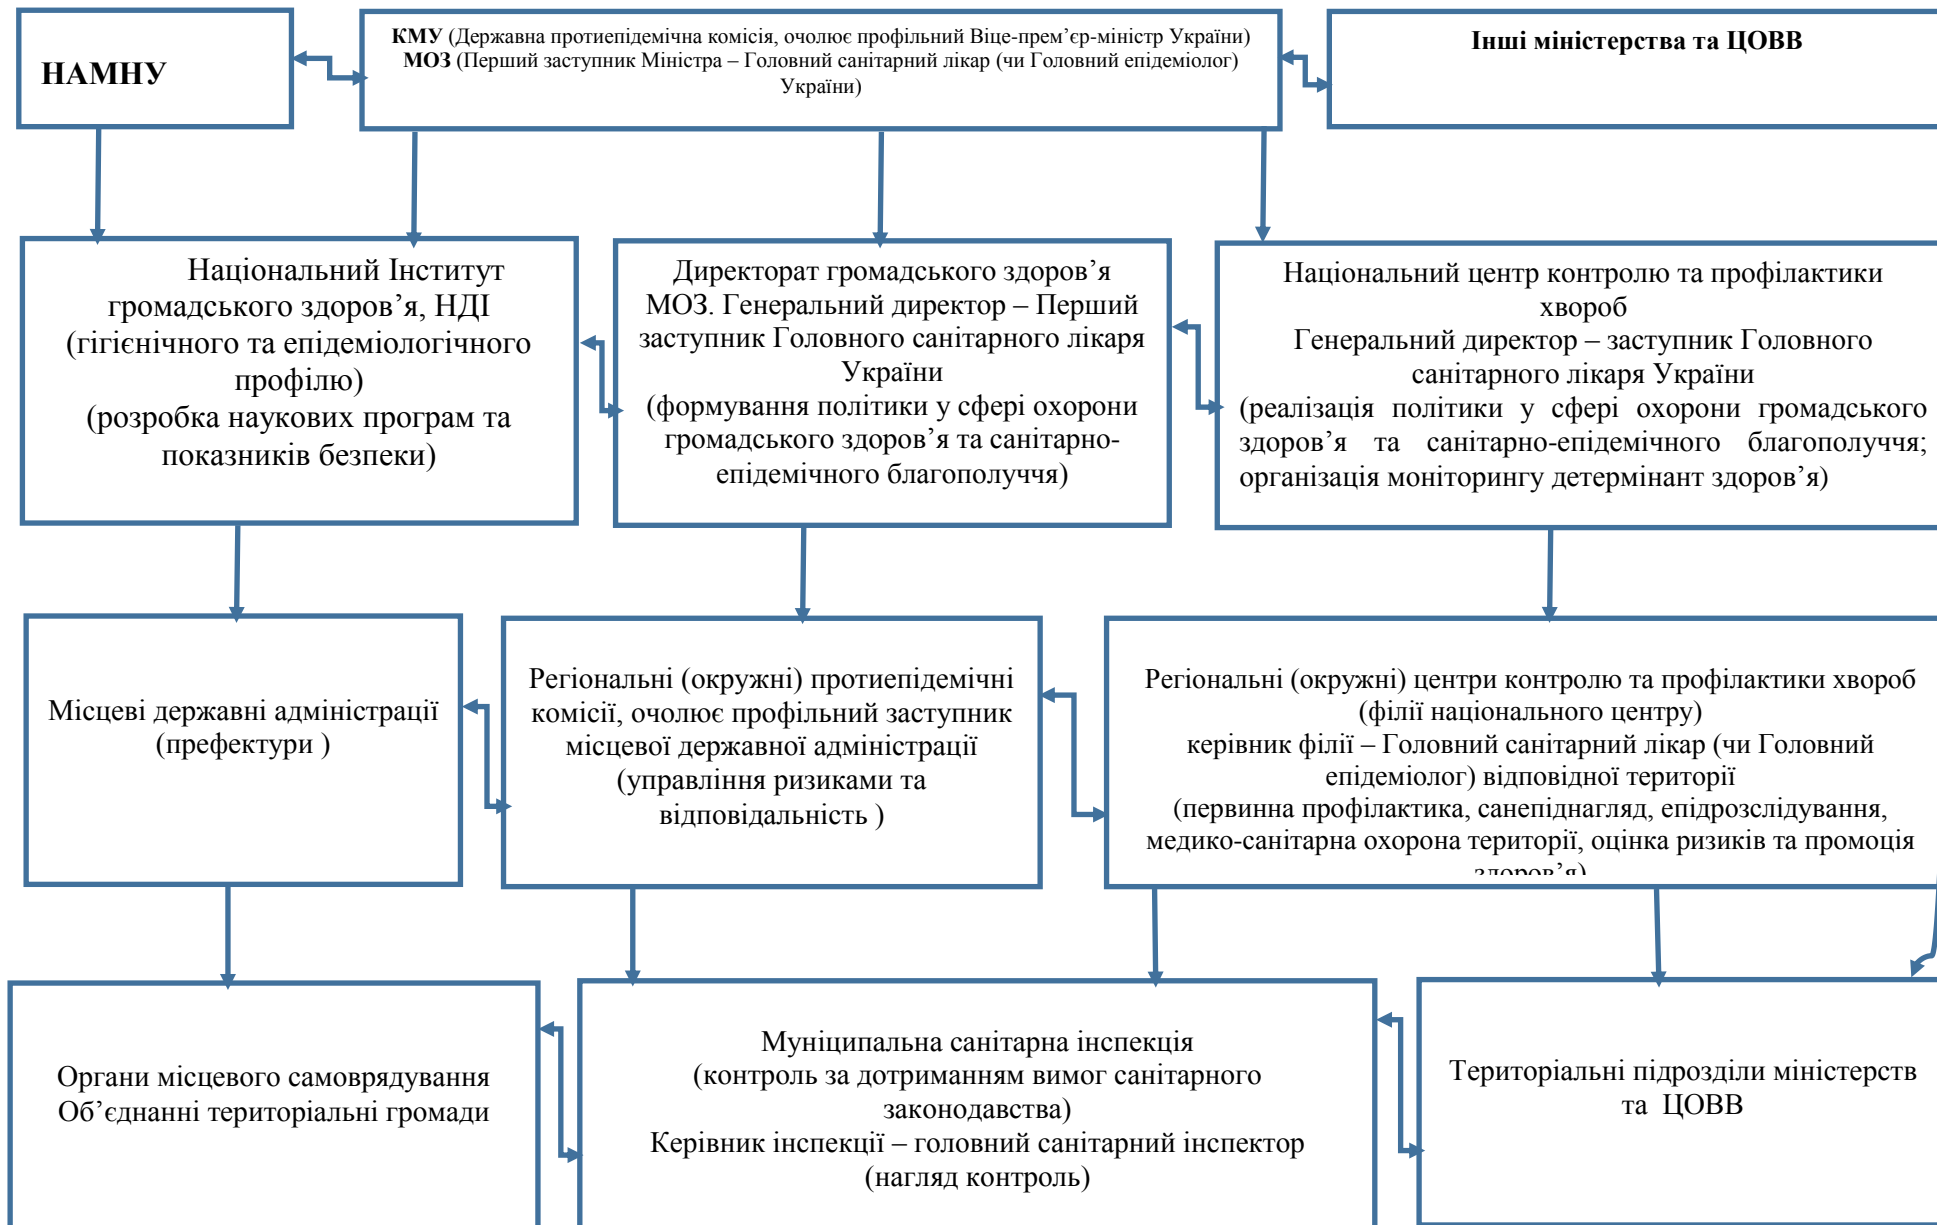 НАМНУ
КМУ (Державна протиепідемічна комісія, очолює профільний Віце-прем’єр-міністр України)
МОЗ (Перший заступник Міністра – Головний санітарний лікар (чи Головний епідеміолог)
України)
Інші міністерства та ЦОВВ
Національний Інститут
громадського здоров’я, НДІ
(гігієнічного та епідеміологічного
профілю)
(розробка наукових програм та
показників безпеки)
Директорат громадського здоров’я
МОЗ. Генеральний директор – Перший
заступник Головного санітарного лікаря
України
(формування політики у сфері охорони
громадського здоров’я та санітарно-
епідемічного благополуччя)
Національний центр контролю та профілактики
хвороб
Генеральний директор – заступник Головного
санітарного лікаря України
(реалізація політики у сфері охорони громадського
здоров’я та санітарно-епідемічного благополуччя;
організація моніторингу детермінант здоров’я)
Місцеві державні адміністрації
(префектури )
Регіональні (окружні) протиепідемічні
комісії, очолює профільний заступник
місцевої державної адміністрації
(управління ризиками та
відповідальність )
Регіональні (окружні) центри контролю та профілактики хвороб
(філії національного центру)
керівник філії – Головний санітарний лікар (чи Головний
епідеміолог) відповідної території
(первинна профілактика, санепіднагляд, епідрозслідування,
медико-санітарна охорона території, оцінка ризиків та промоція
здоров’я)
Органи місцевого самоврядування
Об’єднанні територіальні громади
Муніципальна санітарна інспекція
(контроль за дотриманням вимог санітарного
законодавства)
Керівник інспекції – головний санітарний інспектор
(нагляд контроль)
Територіальні підрозділи міністерств
та ЦОВВ